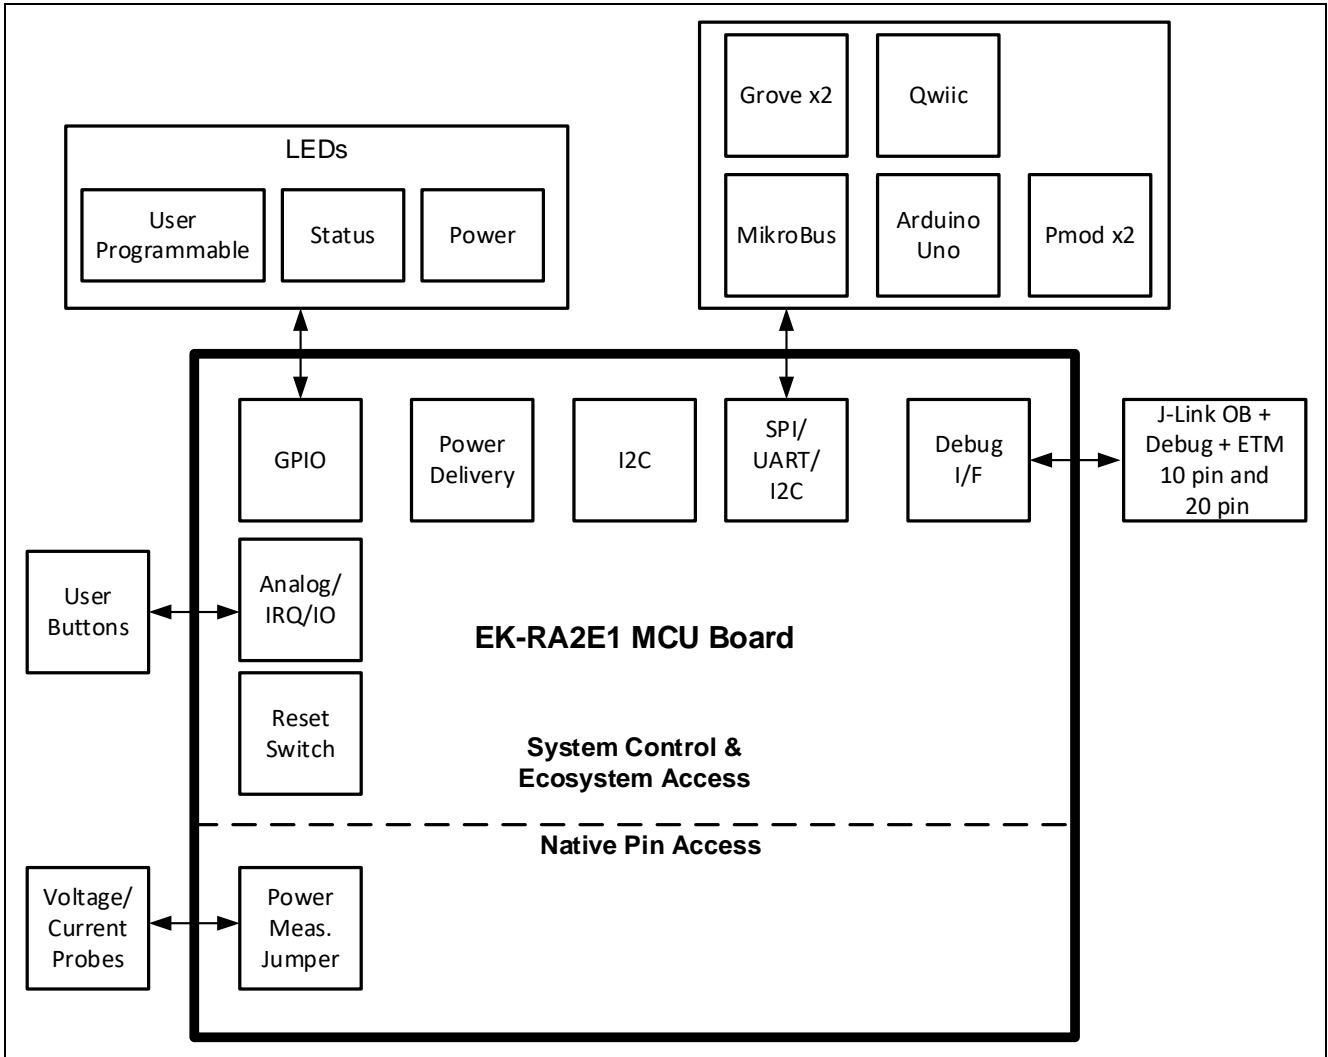 Grove x2
Qwiic
LEDs
User
Programmable
Status
Power
MikroBus
Arduino
Uno
Pmod x2
GPIO
Power
Delivery
I2C
SPI/
UART/
I2C
Debug
I/F
J-Link OB +
Debug + ETM
10 pin and
20 pin
User
Buttons
Analog/
IRQ/IO
EK-RA2E1 MCU Board
Reset
Switch
System Control &
Ecosystem Access
Native Pin Access
Voltage/
Current
Probes
Power
Meas.
Jumper